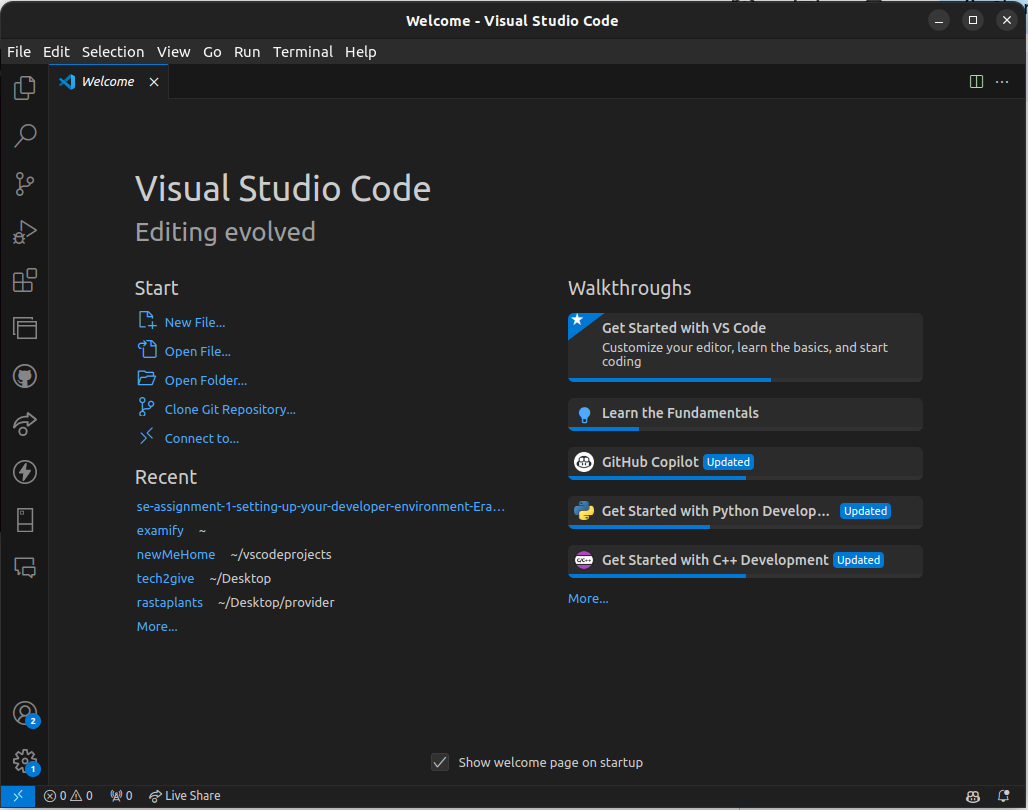 Welcome - Visual Studio Code
File Edit Selection View Go Run Terminal Help
Welcome
Visual Studio Code
Editing evolved
Start
New File...
Open File...
Open Folder...
Clone Git Repository...
Connect to...
Recent
se-assignment-1-setting-up-your-developer-environment-Era...
examify ~
newMeHome ~/vscodeprojects
tech2give ~/Desktop
rastaplants ~/Desktop/provider
More...
Walkthroughs
Get Started with VS Code
Customize your editor, learn the basics, and start
coding
Learn the Fundamentals
GitHub Copilot Updated
Get Started with Python Develop... Updated
C/C++ Get Started with C++ Development Updated
More...
2
1
Show welcome page on startup
0 0 0 Live Share